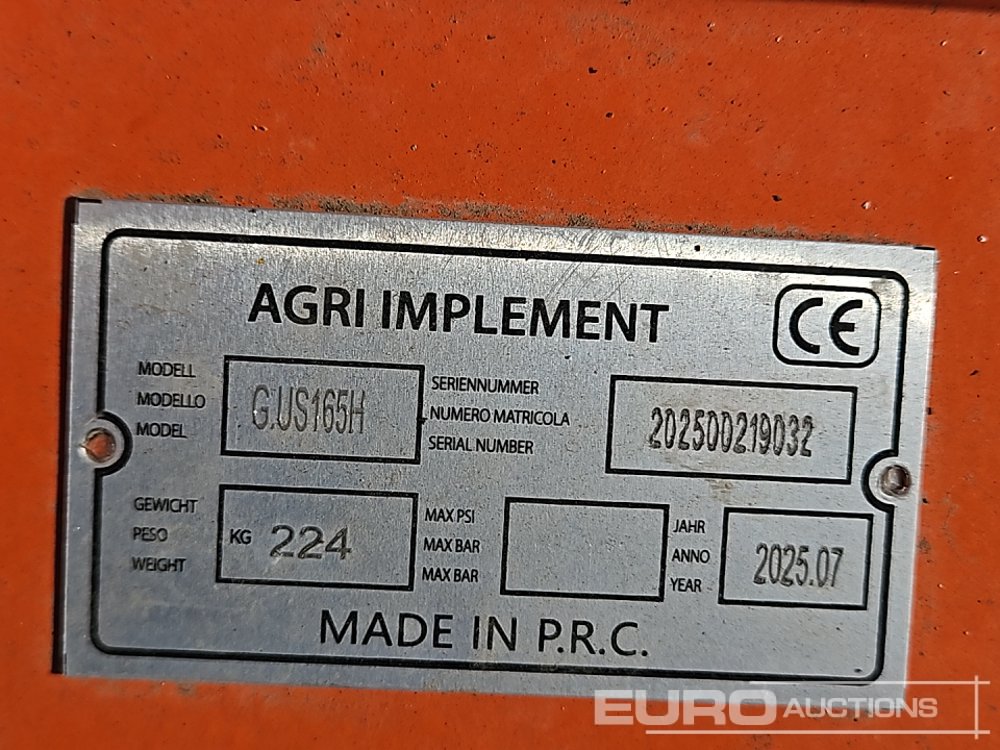 AGRI IMPLEMENT
CE
MODELL
MODELLO
MODEL
G.US165H
SERIENNUMMER
NUMERO MATRICOLA
SERIAL NUMBER
202500219032
GEWICHT
PESO
WEIGHT
KG 224
MAX PSI
MAX BAR
MAX BAR
JAHR
ANNO
YEAR
2025.07
MADE IN P.R.C.
EURO AUCTIONS